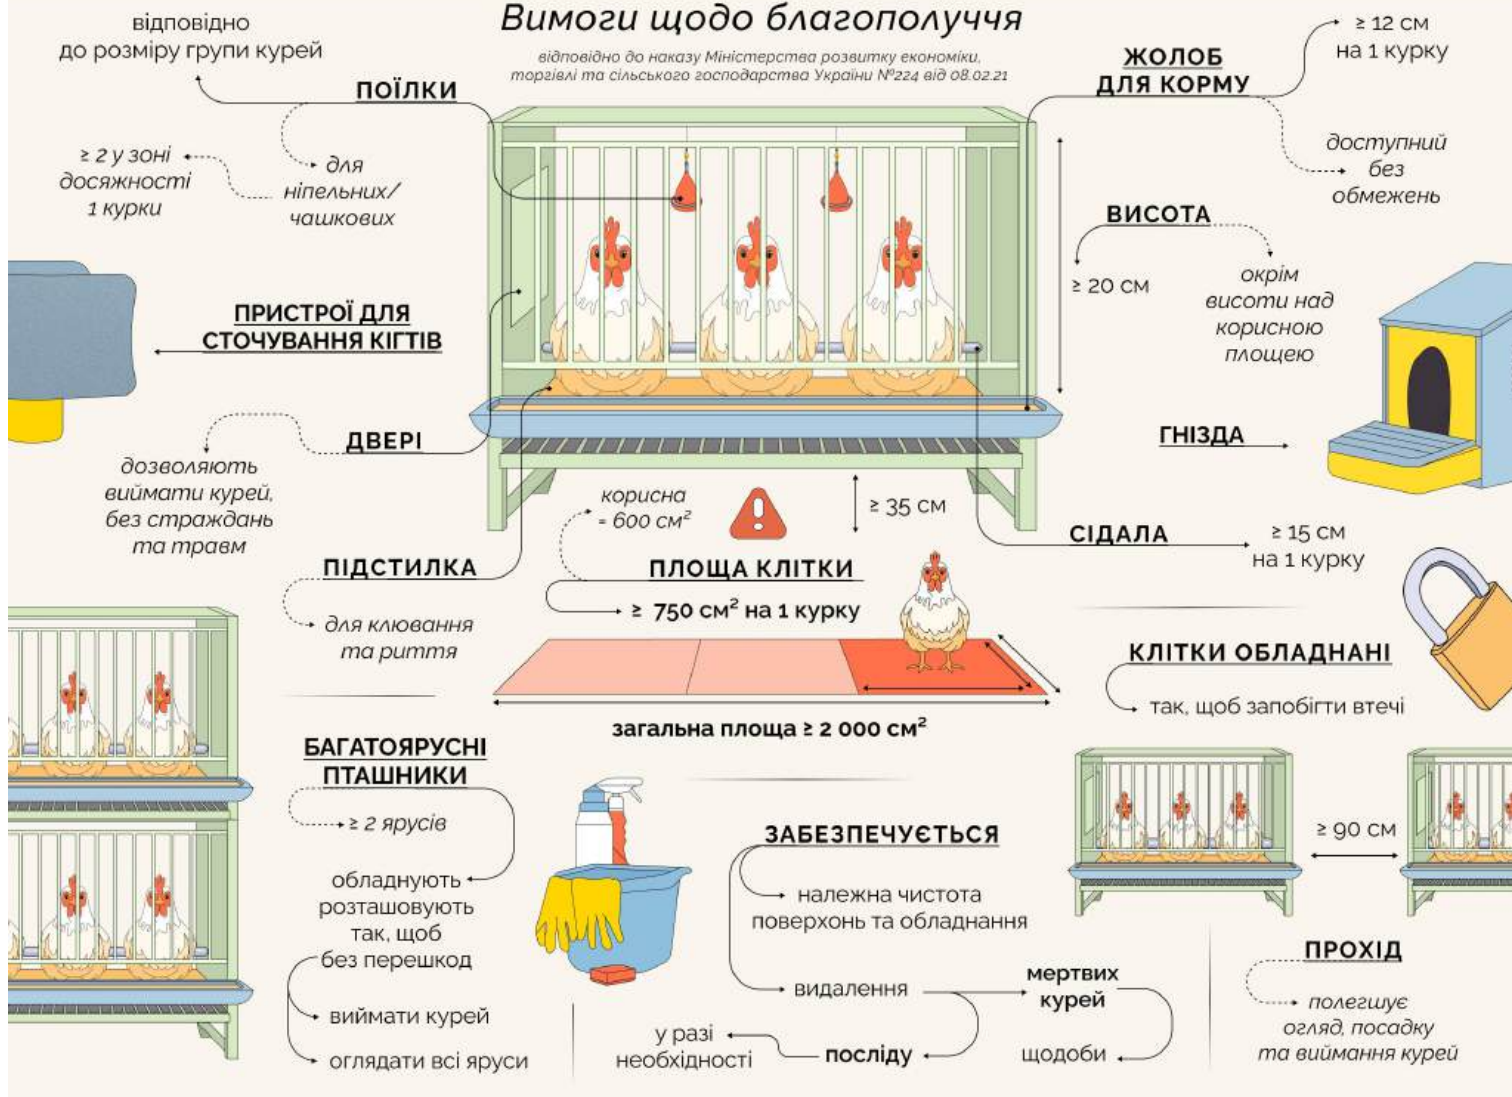 Вимоги щодо благополуччя
відповідно до наказу Міністерства розвитку економіки,
торгівлі та сільського господарства України №224 від 08.02.21
відповідно
до розміру групи курей
ПОЇЛКИ
≥ 2 у зоні
досяжності
1 курки
для
ніпельних/
чашкових
ЖОЛОБ
ДЛЯ КОРМУ
≥ 12 см
на 1 курку
доступний
без
обмежень
ВИСОТА
≥ 20 см
окрім
висоти над
корисною
площею
ПРИСТРОЇ ДЛЯ
СТОЧУВАННЯ КІГТІВ
ДВЕРІ
дозволяють
виймати курей,
без страждань
та травм
ГНІЗДА
ПІДСТИЛКА
для клювання
та риття
корисна
= 600 см²
≥ 35 см
ПЛОЩА КЛІТКИ
≥ 750 см² на 1 курку
загальна площа ≥ 2 000 см²
СІДАЛА
≥ 15 см
на 1 курку
КЛІТКИ ОБЛАДНАНІ
так, щоб запобігти втечі
БАГАТОЯРУСНІ
ПТАШНИКИ
≥ 2 ярусів
обладнують
розташовують
так, щоб
без перешкод
виймати курей
оглядати всі яруси
ЗАБЕЗПЕЧУЄТЬСЯ
належна чистота
поверхонь та обладнання
видалення
мертвих
курей
щодоби
посліду
у разі
необхідності
≥ 90 см
ПРОХІД
полегшує
огляд, посадку
та виймання курей